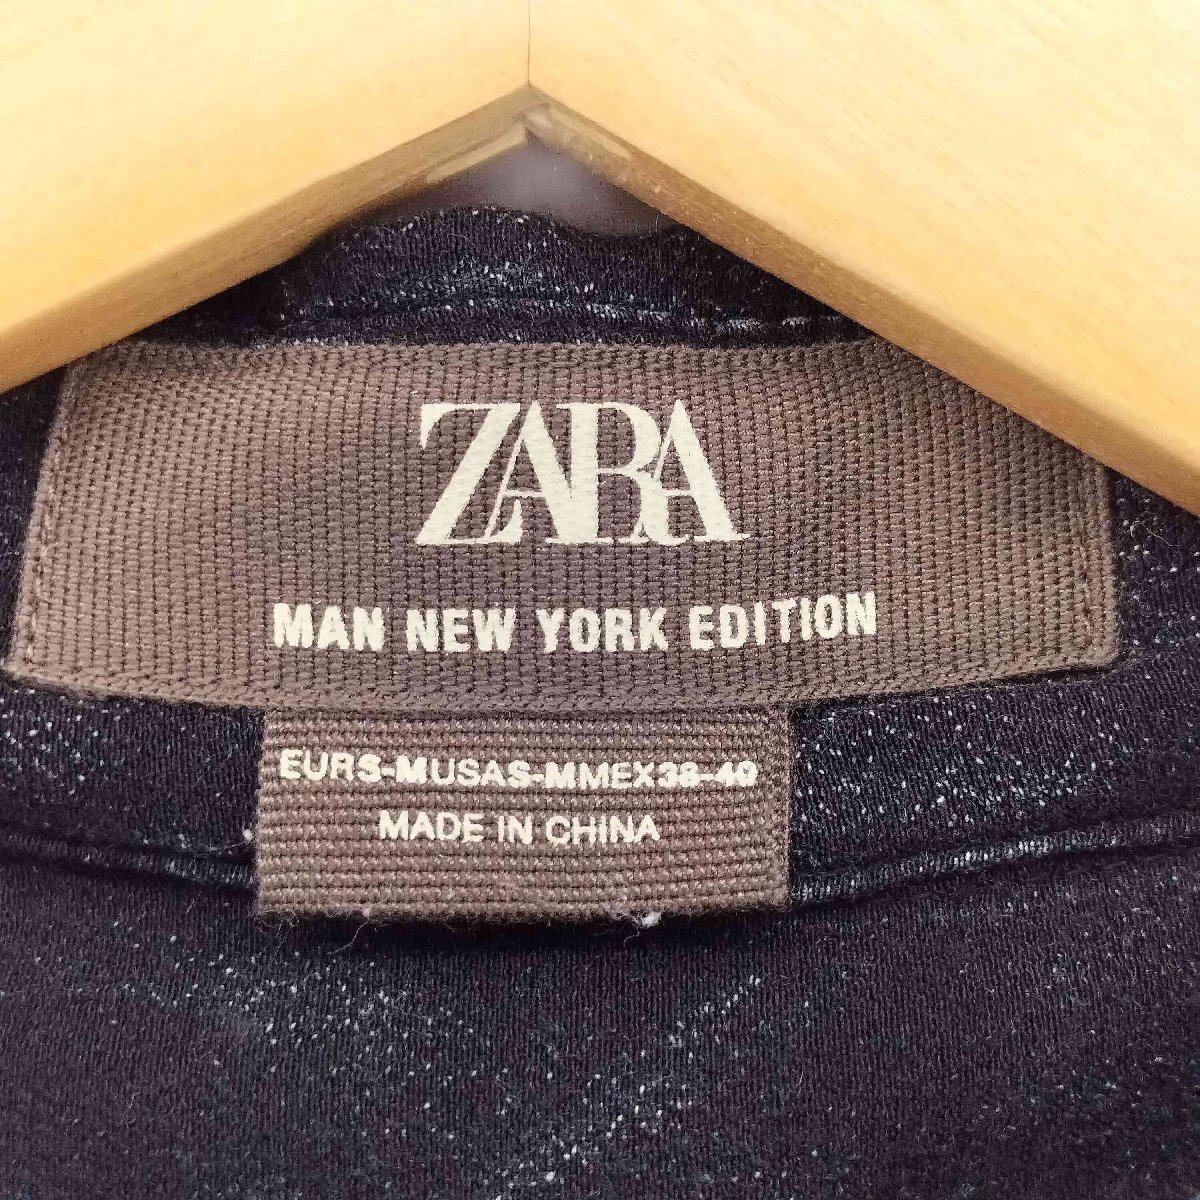 ZARA
MAN NEW YORK EDITION
EURS-MUSAS-MMEX38-40
MADE IN CHINA